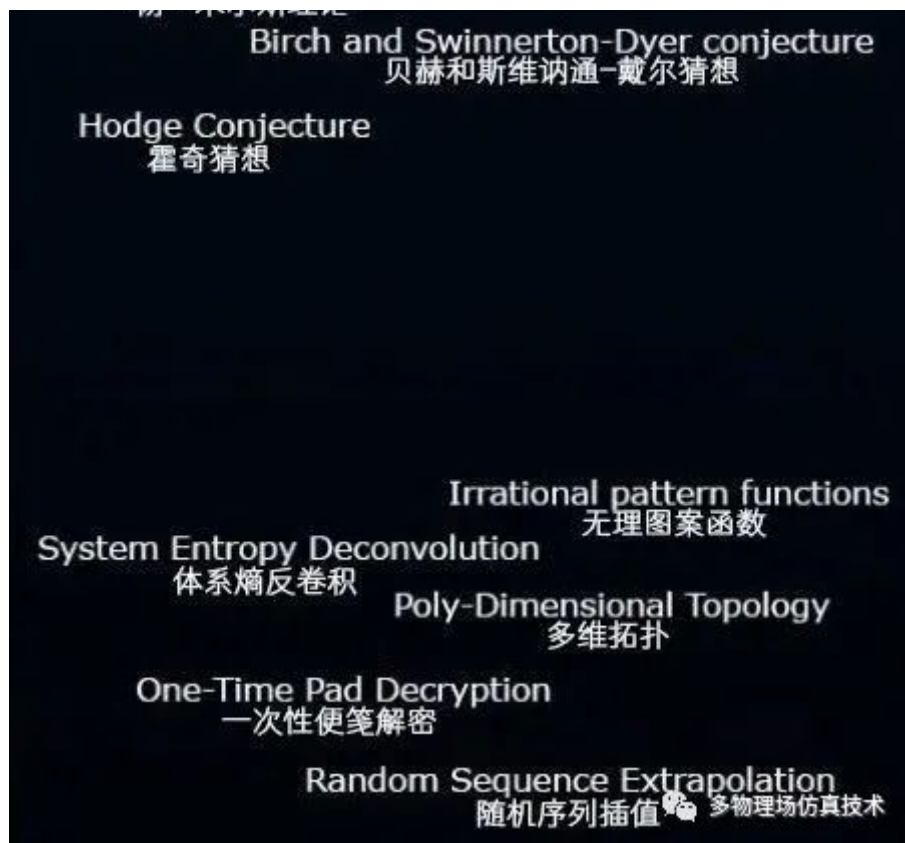 Birch and Swinnerton-Dyer conjecture
贝赫和斯维讷通-戴尔猜想
Hodge Conjecture
霍奇猜想
Irrational pattern functions
无理图案函数
System Entropy Deconvolution
体系熵反卷积
Poly-Dimensional Topology
多维拓扑
One-Time Pad Decryption
一次性便笺解密
Random Sequence Extrapolation
随机序列插值
多物理场仿真技术